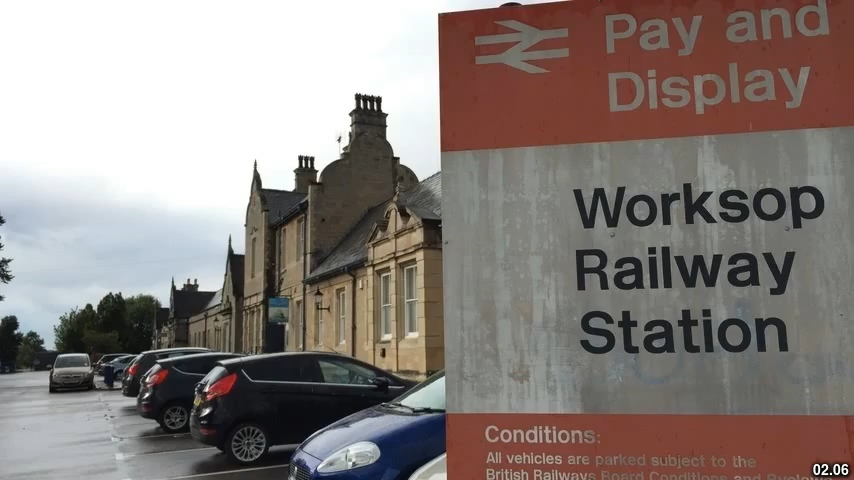 Pay and
Display
Worksop
Railway
Station
Conditions:
All vehicles are parked subject to the
British Railways Board Conditions and Byelaws
02.06